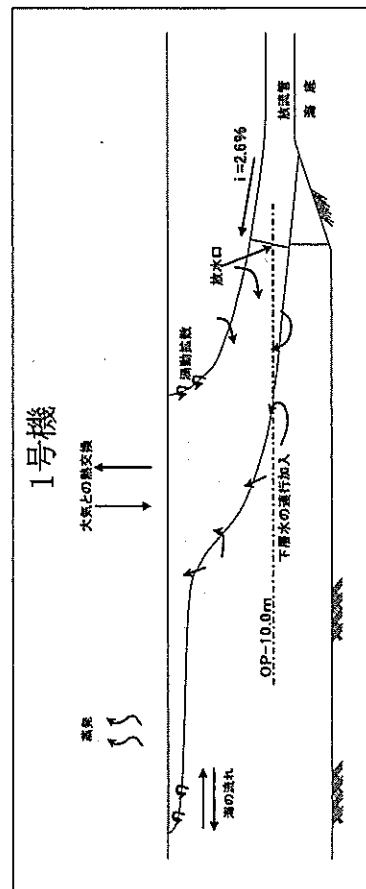 1号機
蒸発
大気との熱交換
渦動拡散
放水口
i=2.6%
放流管
海底
海の流れ
OP-10.0m
下層水の連行加入